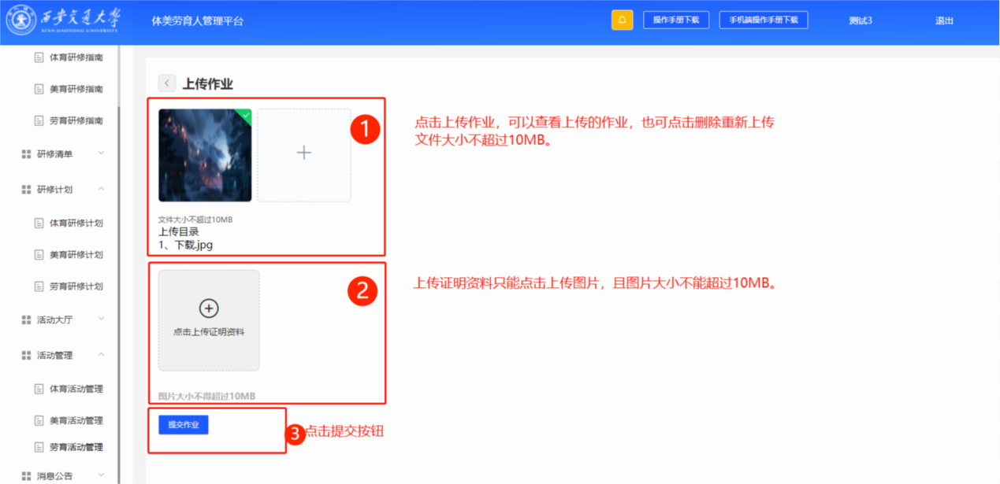 西安交通大学
XI'AN JIAOTONG UNIVERSITY
体美劳育人管理平台
操作手册下载
手机端操作手册下载
测试3
退出
体育研修指南
美育研修指南
劳育研修指南
研修清单
研修计划
体育研修计划
美育研修计划
劳育研修计划
活动大厅
活动管理
体育活动管理
美育活动管理
劳育活动管理
消息公告
上传作业
1
点击上传作业，可以查看上传的作业，也可点击删除重新上传
文件大小不超过10MB。
文件大小不超过10MB
上传目录
1、下载.jpg
2
上传证明资料只能点击上传图片，且图片大小不能超过10MB。
点击上传证明资料
图片大小不得超过10MB
提交作业
3
点击提交按钮